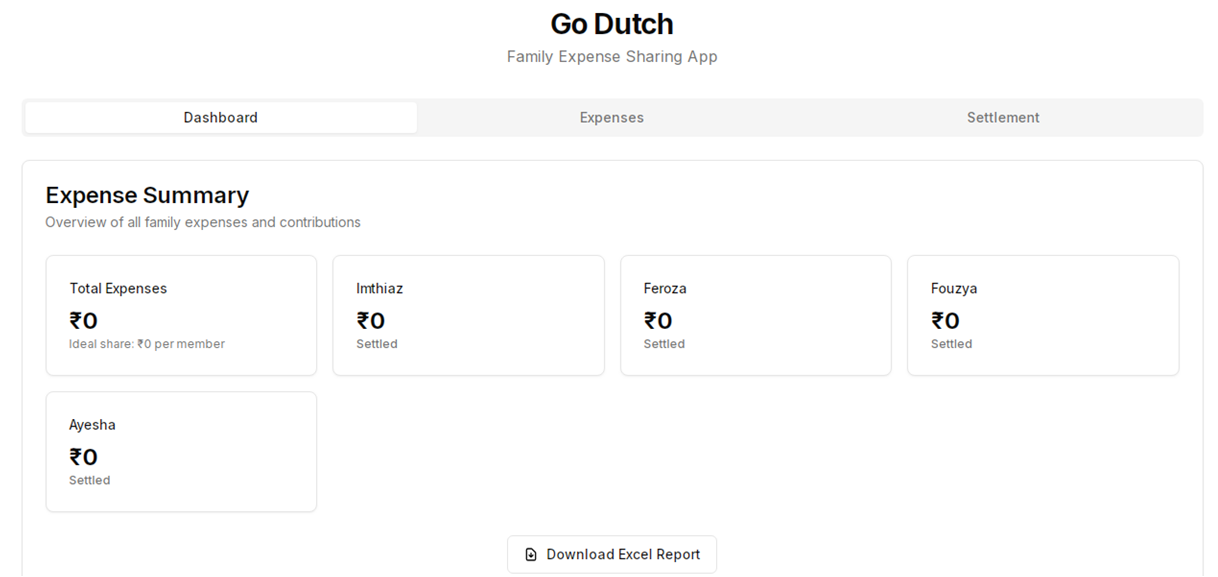 Go Dutch
Family Expense Sharing App
Dashboard
Expenses
Settlement
Expense Summary
Overview of all family expenses and contributions
Total Expenses
₹0
Ideal share: ₹0 per member
Imthiaz
₹0
Settled
Feroza
₹0
Settled
Fouzya
₹0
Settled
Ayesha
₹0
Settled
Download Excel Report